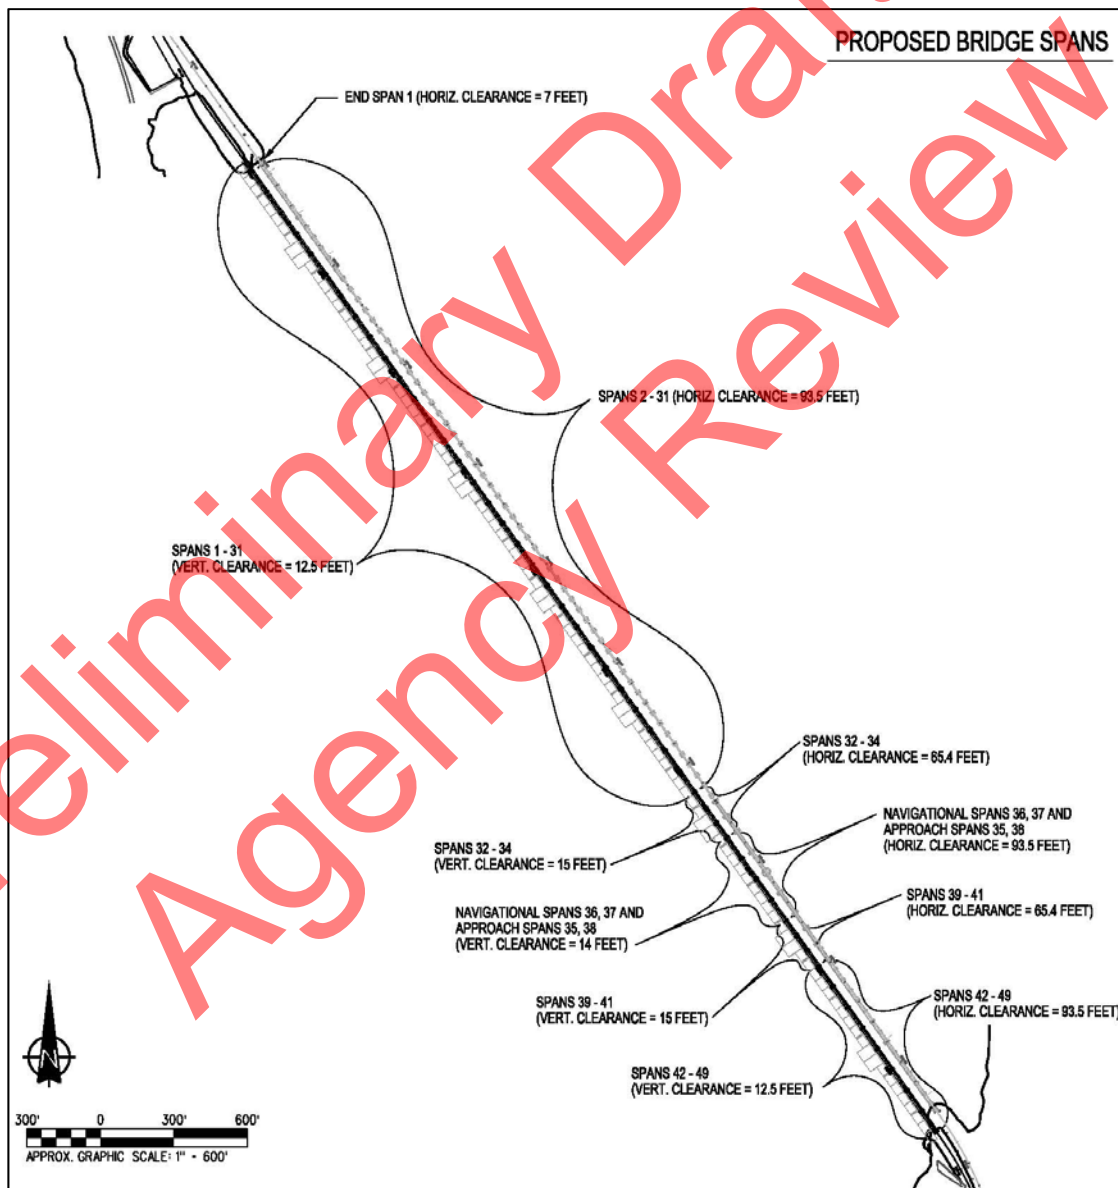 PROPOSED BRIDGE SPANS
END SPAN 1 (HORIZ. CLEARANCE = 7 FEET)
SPANS 2 - 31 (HORIZ. CLEARANCE = 93.5 FEET)
SPANS 1 - 31
(VERT. CLEARANCE = 12.5 FEET)
SPANS 32 - 34
(HORIZ. CLEARANCE = 65.4 FEET)
NAVIGATIONAL SPANS 36, 37 AND
APPROACH SPANS 35, 38
(HORIZ. CLEARANCE = 93.5 FEET)
SPANS 32 - 34
(VERT. CLEARANCE = 15 FEET)
SPANS 39 - 41
(HORIZ. CLEARANCE = 65.4 FEET)
NAVIGATIONAL SPANS 36, 37 AND
APPROACH SPANS 35, 38
(VERT. CLEARANCE = 14 FEET)
SPANS 39 - 41
(VERT. CLEARANCE = 15 FEET)
SPANS 42 - 49
(HORIZ. CLEARANCE = 93.5 FEET)
SPANS 42 - 49
(VERT. CLEARANCE = 12.5 FEET)
N
300' 0 300' 600'
APPROX. GRAPHIC SCALE: 1" - 600'
eliminary Dra
Agency Review